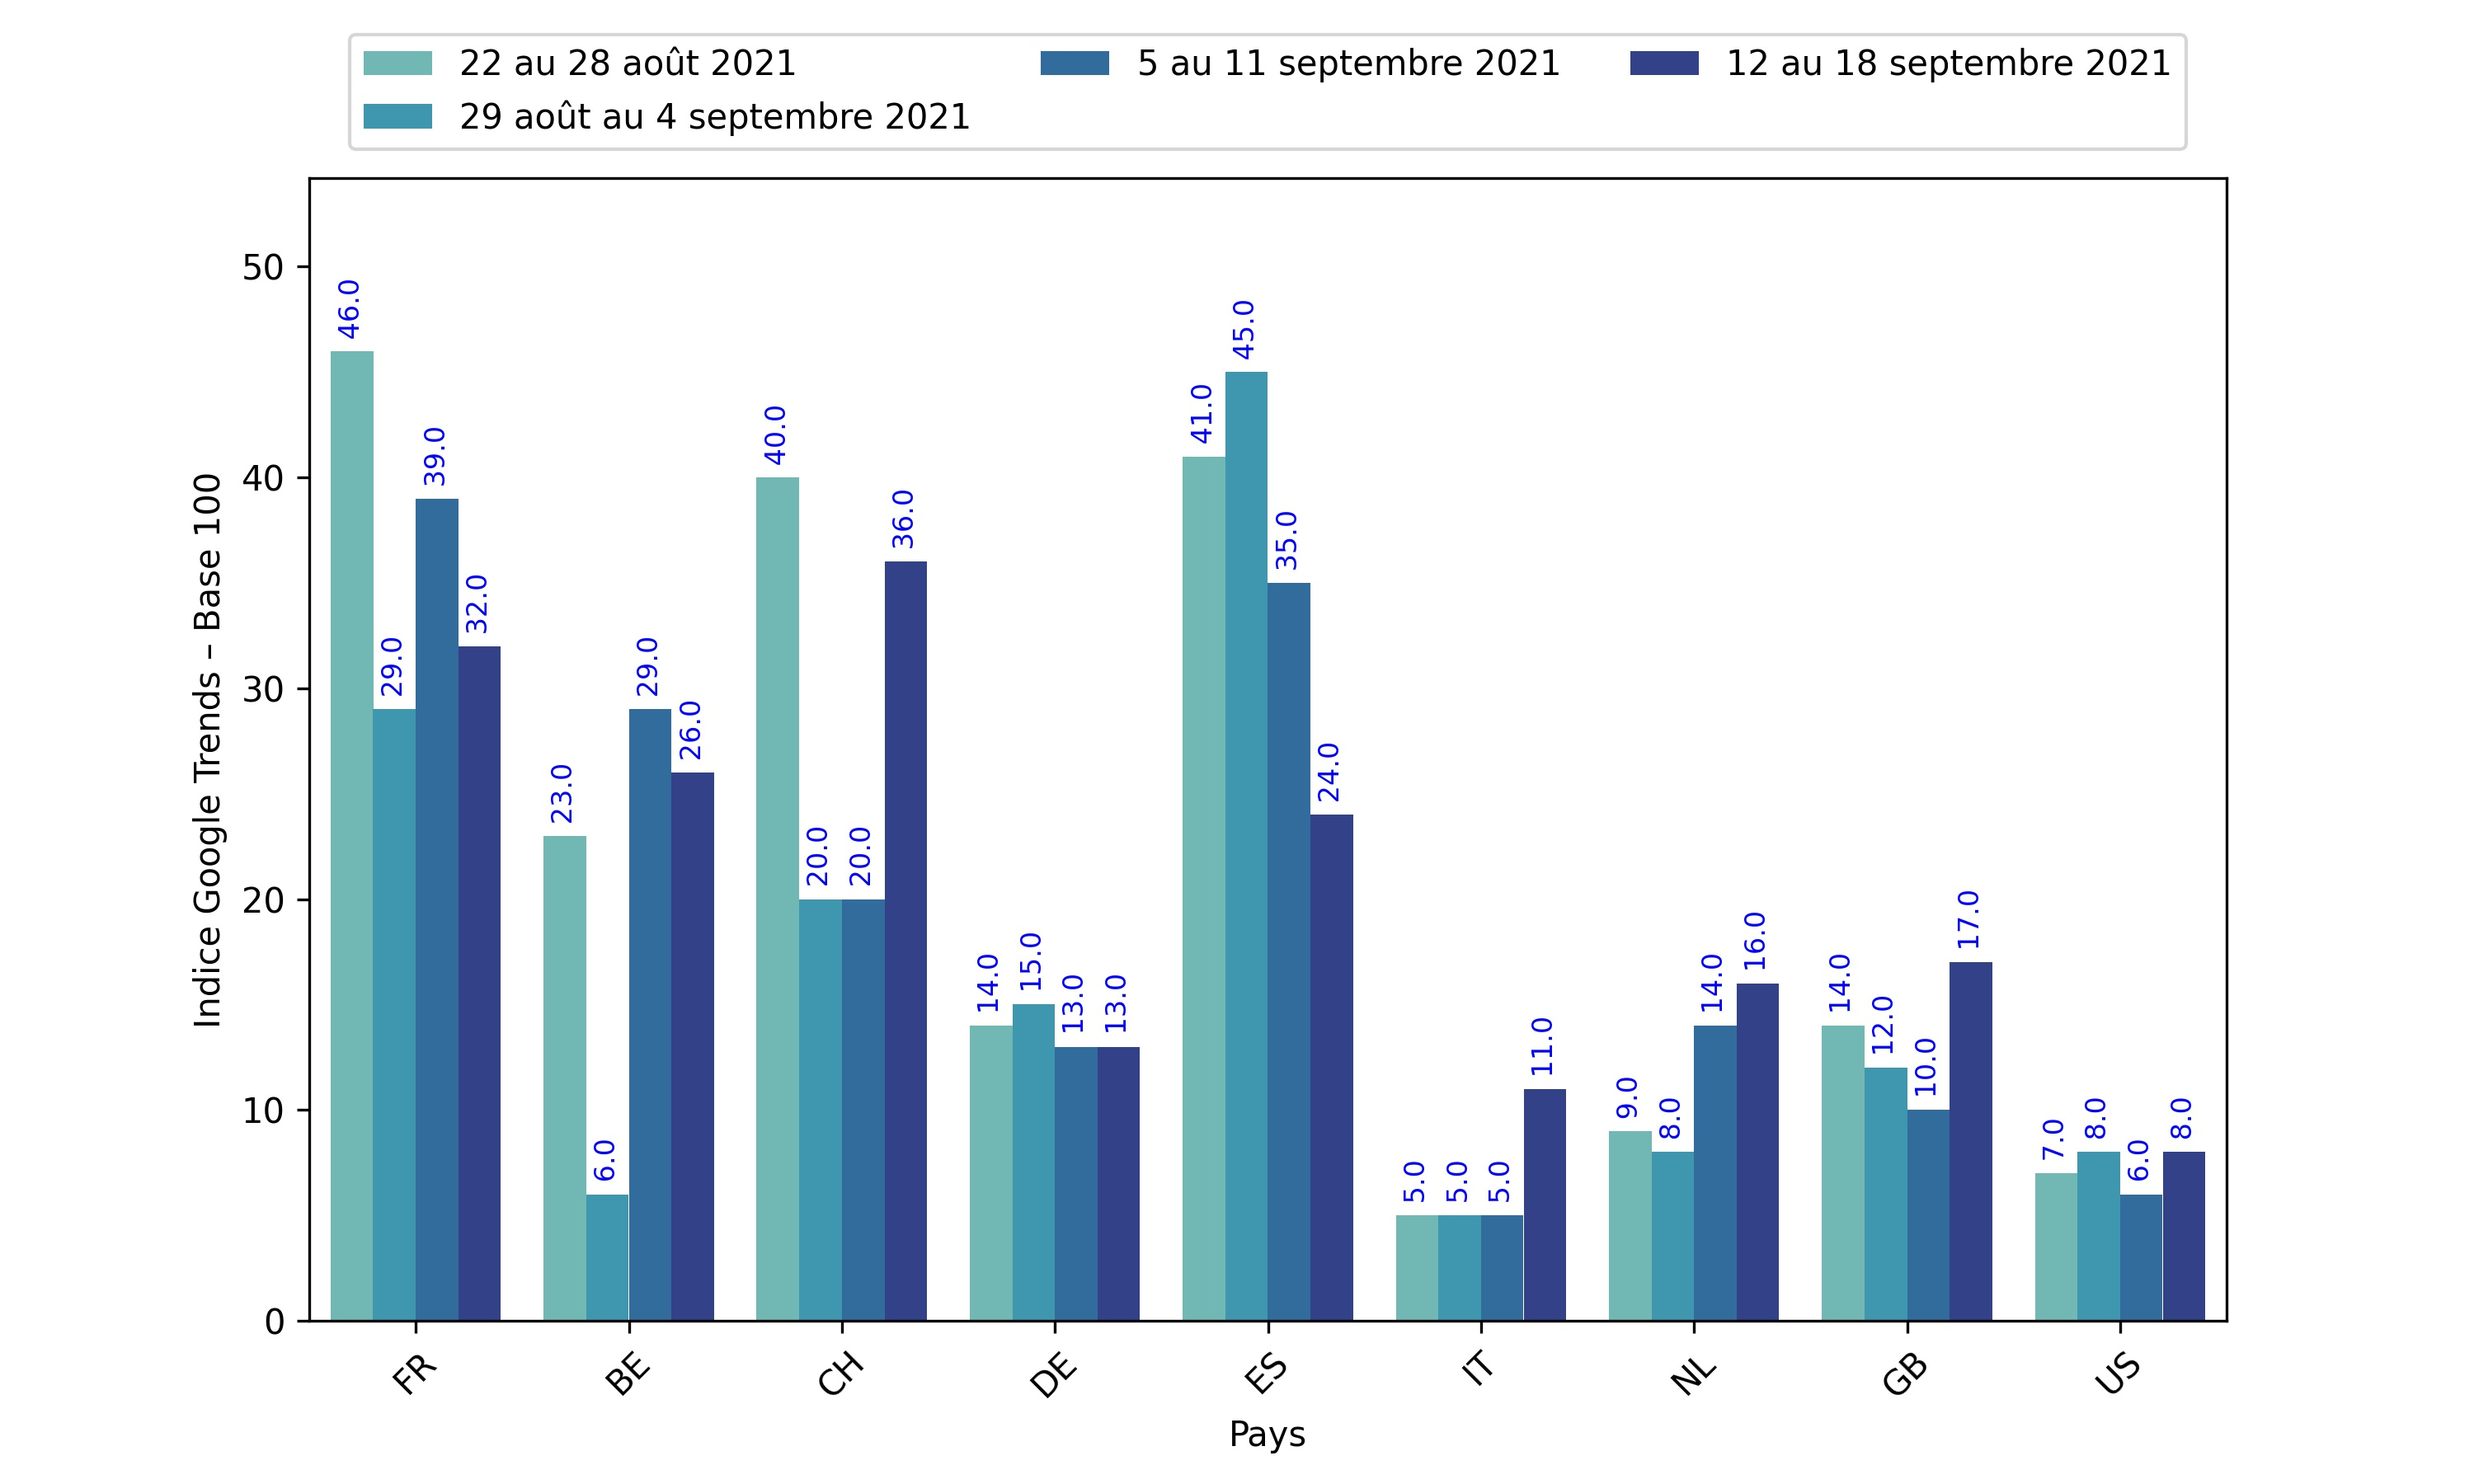 22 au 28 août 2021
29 août au 4 septembre 2021
5 au 11 septembre 2021
12 au 18 septembre 2021
Indice Google Trends – Base 100
50
40
30
20
10
0
46.0
29.0
39.0
32.0
23.0
6.0
29.0
26.0
40.0
20.0
20.0
36.0
14.0
15.0
13.0
13.0
41.0
45.0
35.0
24.0
5.0
5.0
5.0
11.0
9.0
8.0
14.0
16.0
14.0
12.0
10.0
17.0
7.0
8.0
6.0
8.0
FR
BE
CH
DE
ES
IT
NL
GB
US
Pays